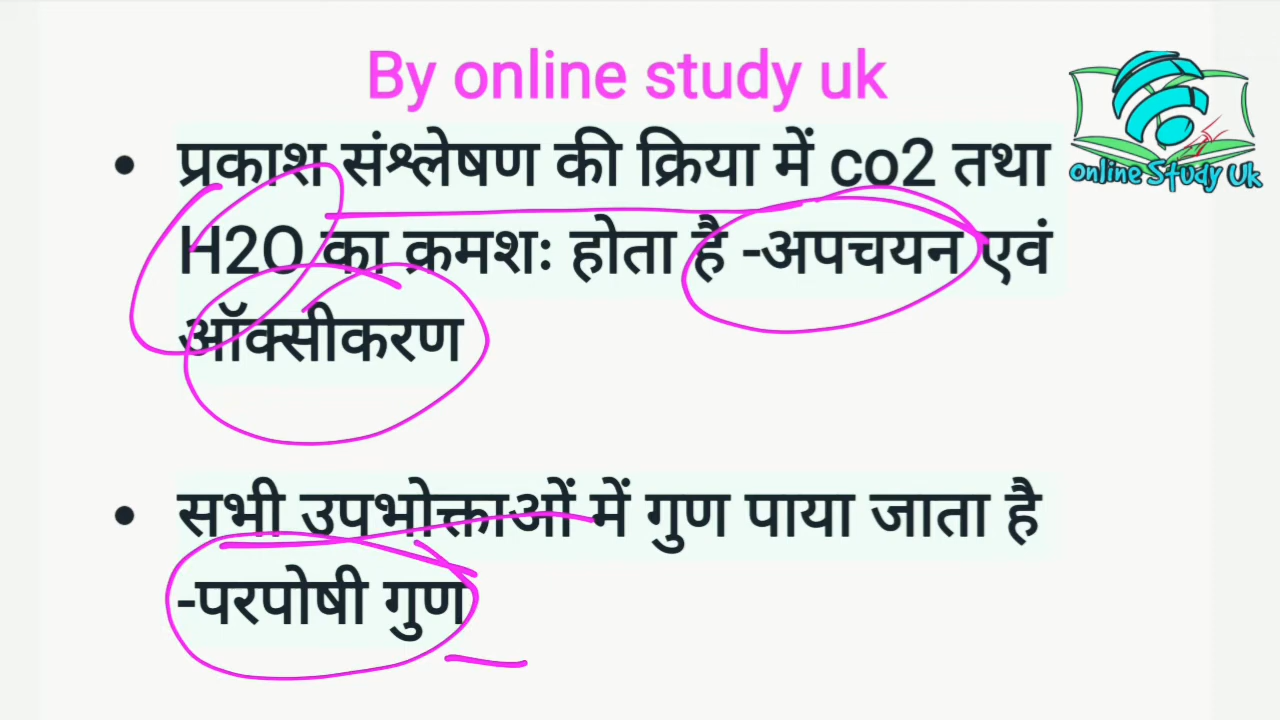 By online study uk
online Study Uk
• प्रकाश संश्लेषण की क्रिया में co2 तथा
H2O का क्रमशः होता है -अपचयन एवं
ऑक्सीकरण
• सभी उपभोक्ताओं में गुण पाया जाता है
-परपोषी गुण